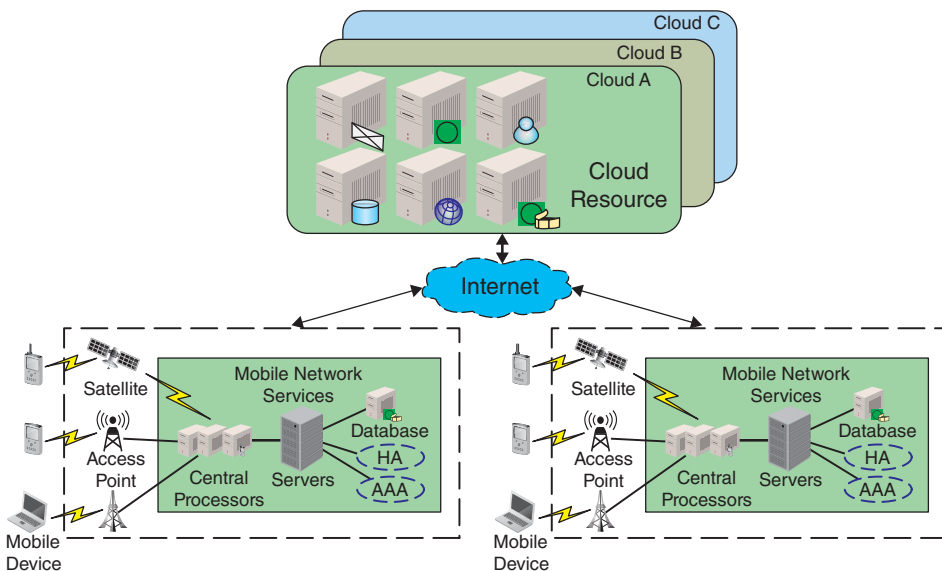 Cloud C
Cloud B
Cloud A
Cloud
Resource
Internet
Mobile Network
Services
Satellite
Database
Access
Point
HA
Central
Processors
Servers
AAA
Mobile
Device
Mobile Network
Services
Satellite
Database
Access
Point
HA
Central
Processors
Servers
AAA
Mobile
Device